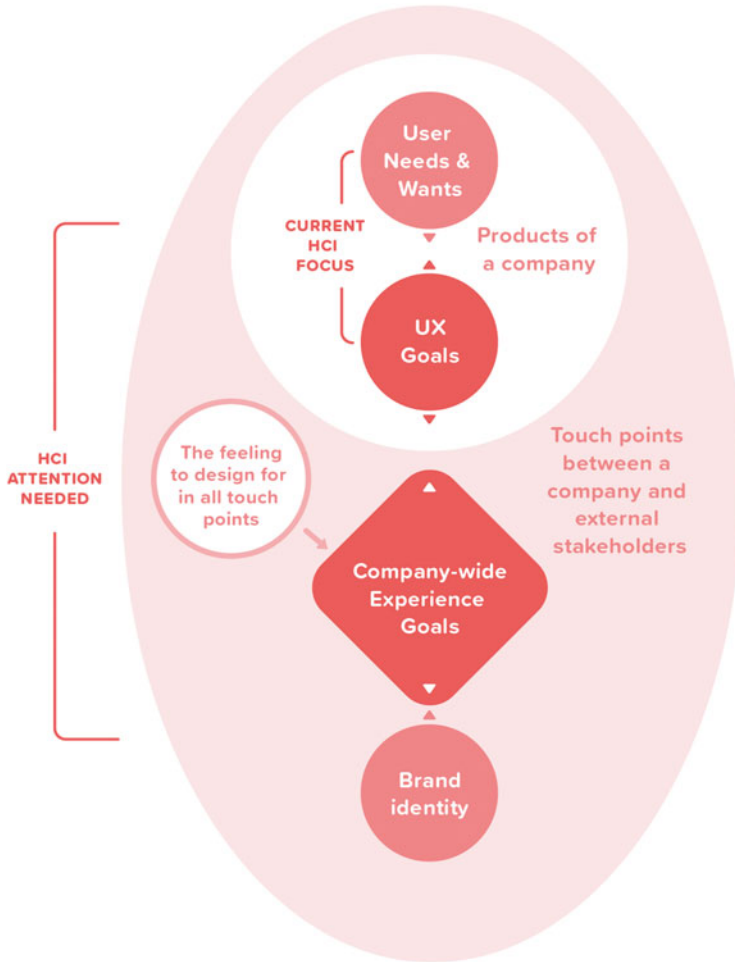 User
Needs &
Wants
CURRENT
HCI
FOCUS
Products of
a company
UX
Goals
HCI
ATTENTION
NEEDED
The feeling
to design for
in all touch
points
Touch points
between a
company and
external
stakeholders
Company-wide
Experience
Goals
Brand
identity